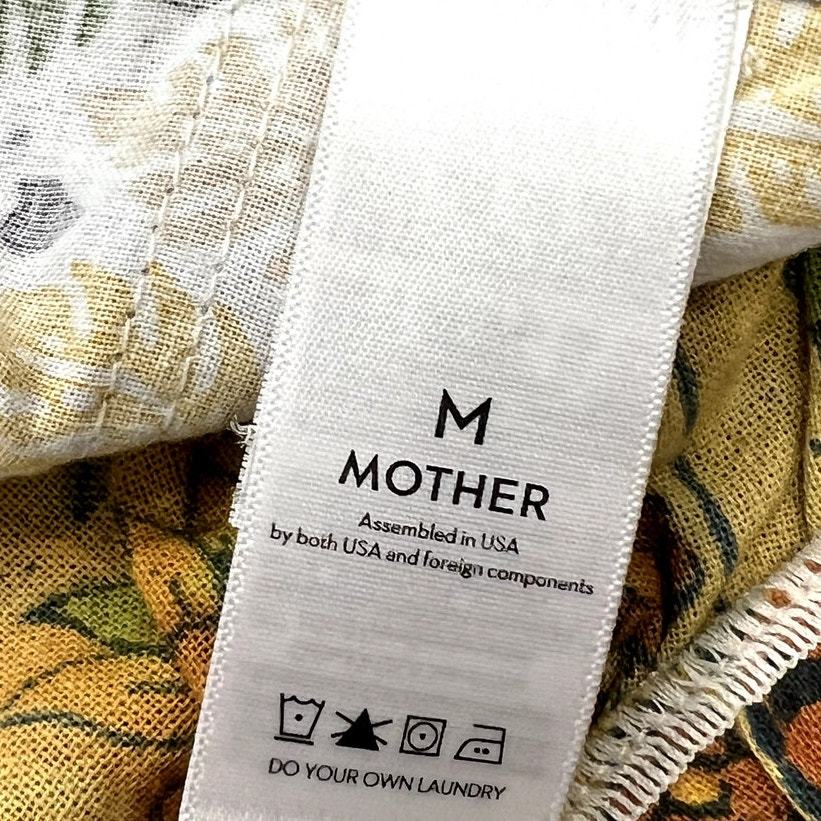 M
MOTHER
Assembled in USA
by both USA and foreign components
DO YOUR OWN LAUNDRY